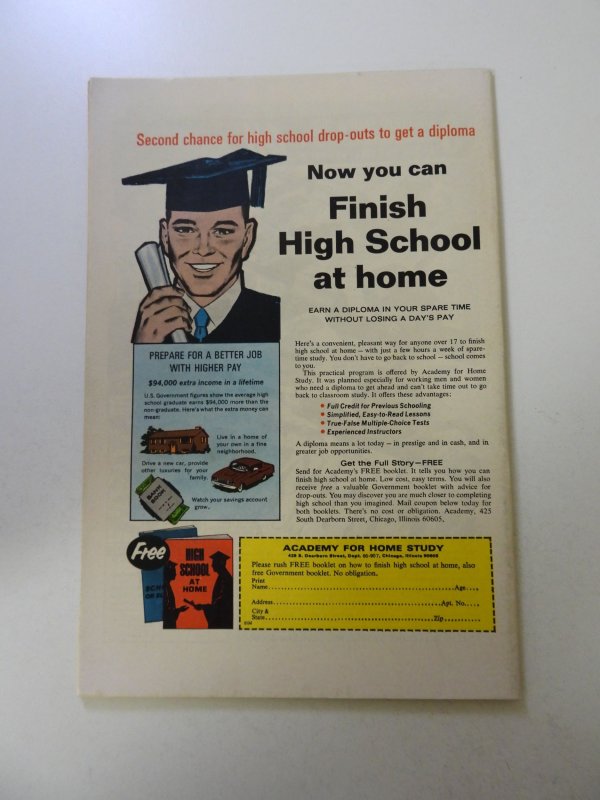 Second chance for high school drop-outs to get a diploma
Now you can
Finish
High School
at home
EARN A DIPLOMA IN YOUR SPARE TIME
WITHOUT LOSING A DAY'S PAY
PREPARE FOR A BETTER JOB
WITH HIGHER PAY
$94,000 extra income in a lifetime
U.S. Government figures show the average high
school graduate earns $94,000 more than the
non-graduate. Here's what the extra money can
mean:
Live in a home of
your own in a fine
neighborhood.
Drive a new car, provide
other luxuries for your
family.
BANK
BOOK
Watch your savings account
grow.
Here's a convenient, pleasant way for anyone over 17 to finish
high school at home — with just a few hours a week of spare-
time study. You don't have to go back to school — school comes
to you.
This practical program is offered by Academy for Home
Study. It was planned especially for working men and women
who need a diploma to get ahead and can't take time out to go
back to classroom study. It offers these advantages:
• Full Credit for Previous Schooling
• Simplified, Easy-to-Read Lessons
• True-False Multiple-Choice Tests
• Experienced Instructors
A diploma means a lot today — in prestige and in cash, and in
greater job opportunities.
Get the Full Story—FREE
Send for Academy's FREE booklet. It tells you how you can
finish high school at home. Low cost, easy terms. You will also
receive free a valuable Government booklet with advice for
drop-outs. You may discover you are much closer to completing
high school than you imagined. Mail coupon below today for
both booklets. There's no cost or obligation. Academy, 425
South Dearborn Street, Chicago, Illinois 60605.
Free
HIGH
SCHOOL
AT
HOME
ACADEMY FOR HOME STUDY
425 S. Dearborn Street, Dept. Chicago, Illinois 60605
Please rush FREE booklet on how to finish high school at home, also
free Government booklet. No obligation.
Print
Name Age
Address Apt. No.
City &
State Zip